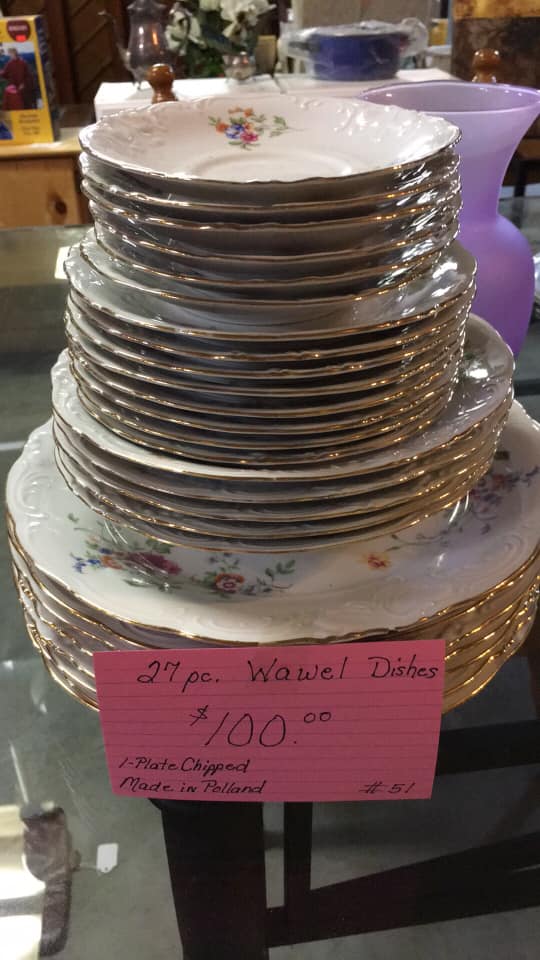 27 pc. Wawel Dishes
$100.00
1-Plate Chipped
Made in Polland #51